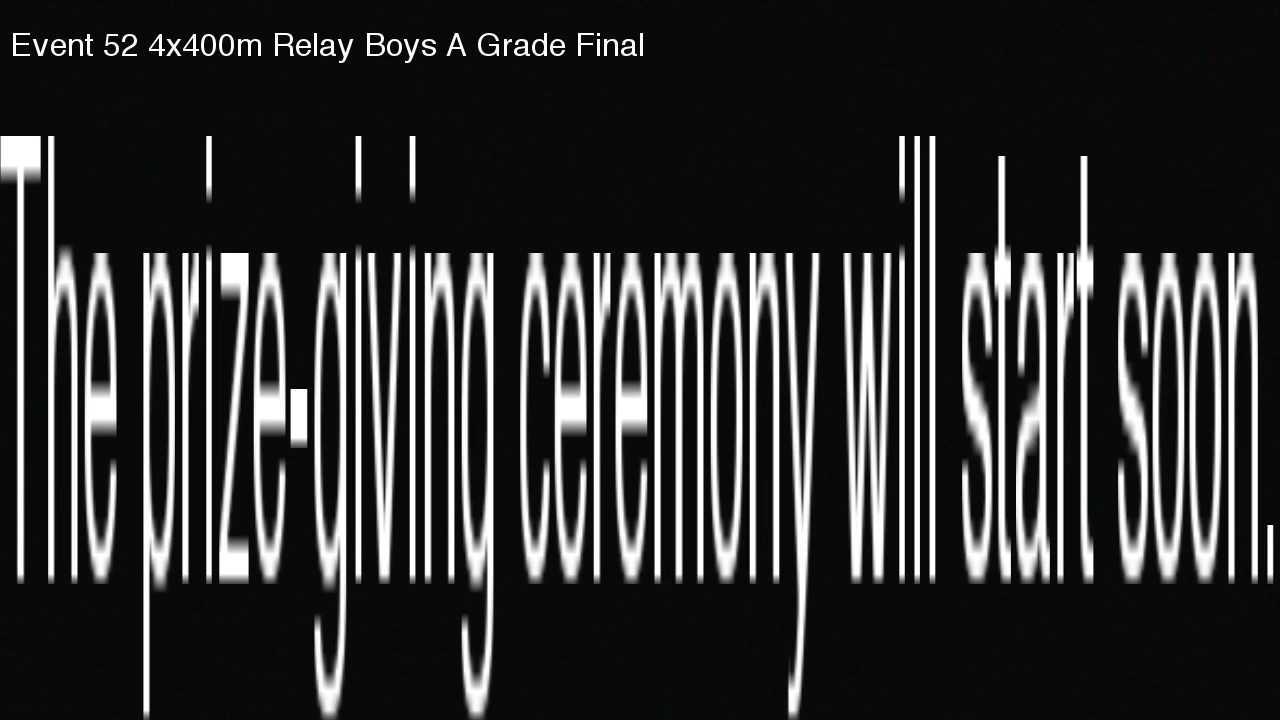 Event 52 4x400m Relay Boys A Grade Final
The prize-giving ceremony will start soon.